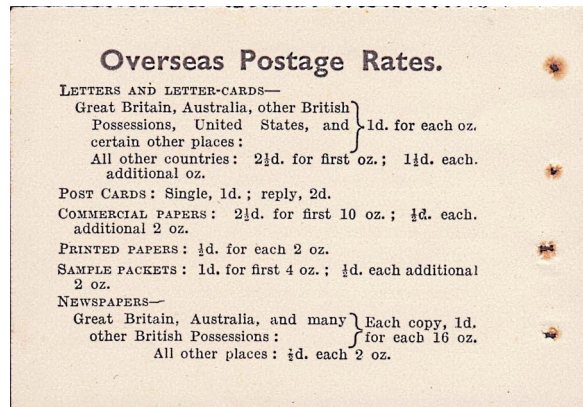 Overseas Postage Rates.
LETTERS AND LETTER-CARDS—
Great Britain, Australia, other British
Possessions, United States, and } 1d. for each oz.
certain other places :
All other countries : 2½d. for first oz. ; 1½d. each.
additional oz.
POST CARDS : Single, 1d. ; reply, 2d.
COMMERCIAL PAPERS : 2½d. for first 10 oz. ; ½d. each.
additional 2 oz.
PRINTED PAPERS : ½d. for each 2 oz.
SAMPLE PACKETS : 1d. for first 4 oz. ; ½d. each additional
2 oz.
NEWSPAPERS—
Great Britain, Australia, and many } Each copy, 1d.
other British Possessions : for each 16 oz.
All other places : ½d. each 2 oz.